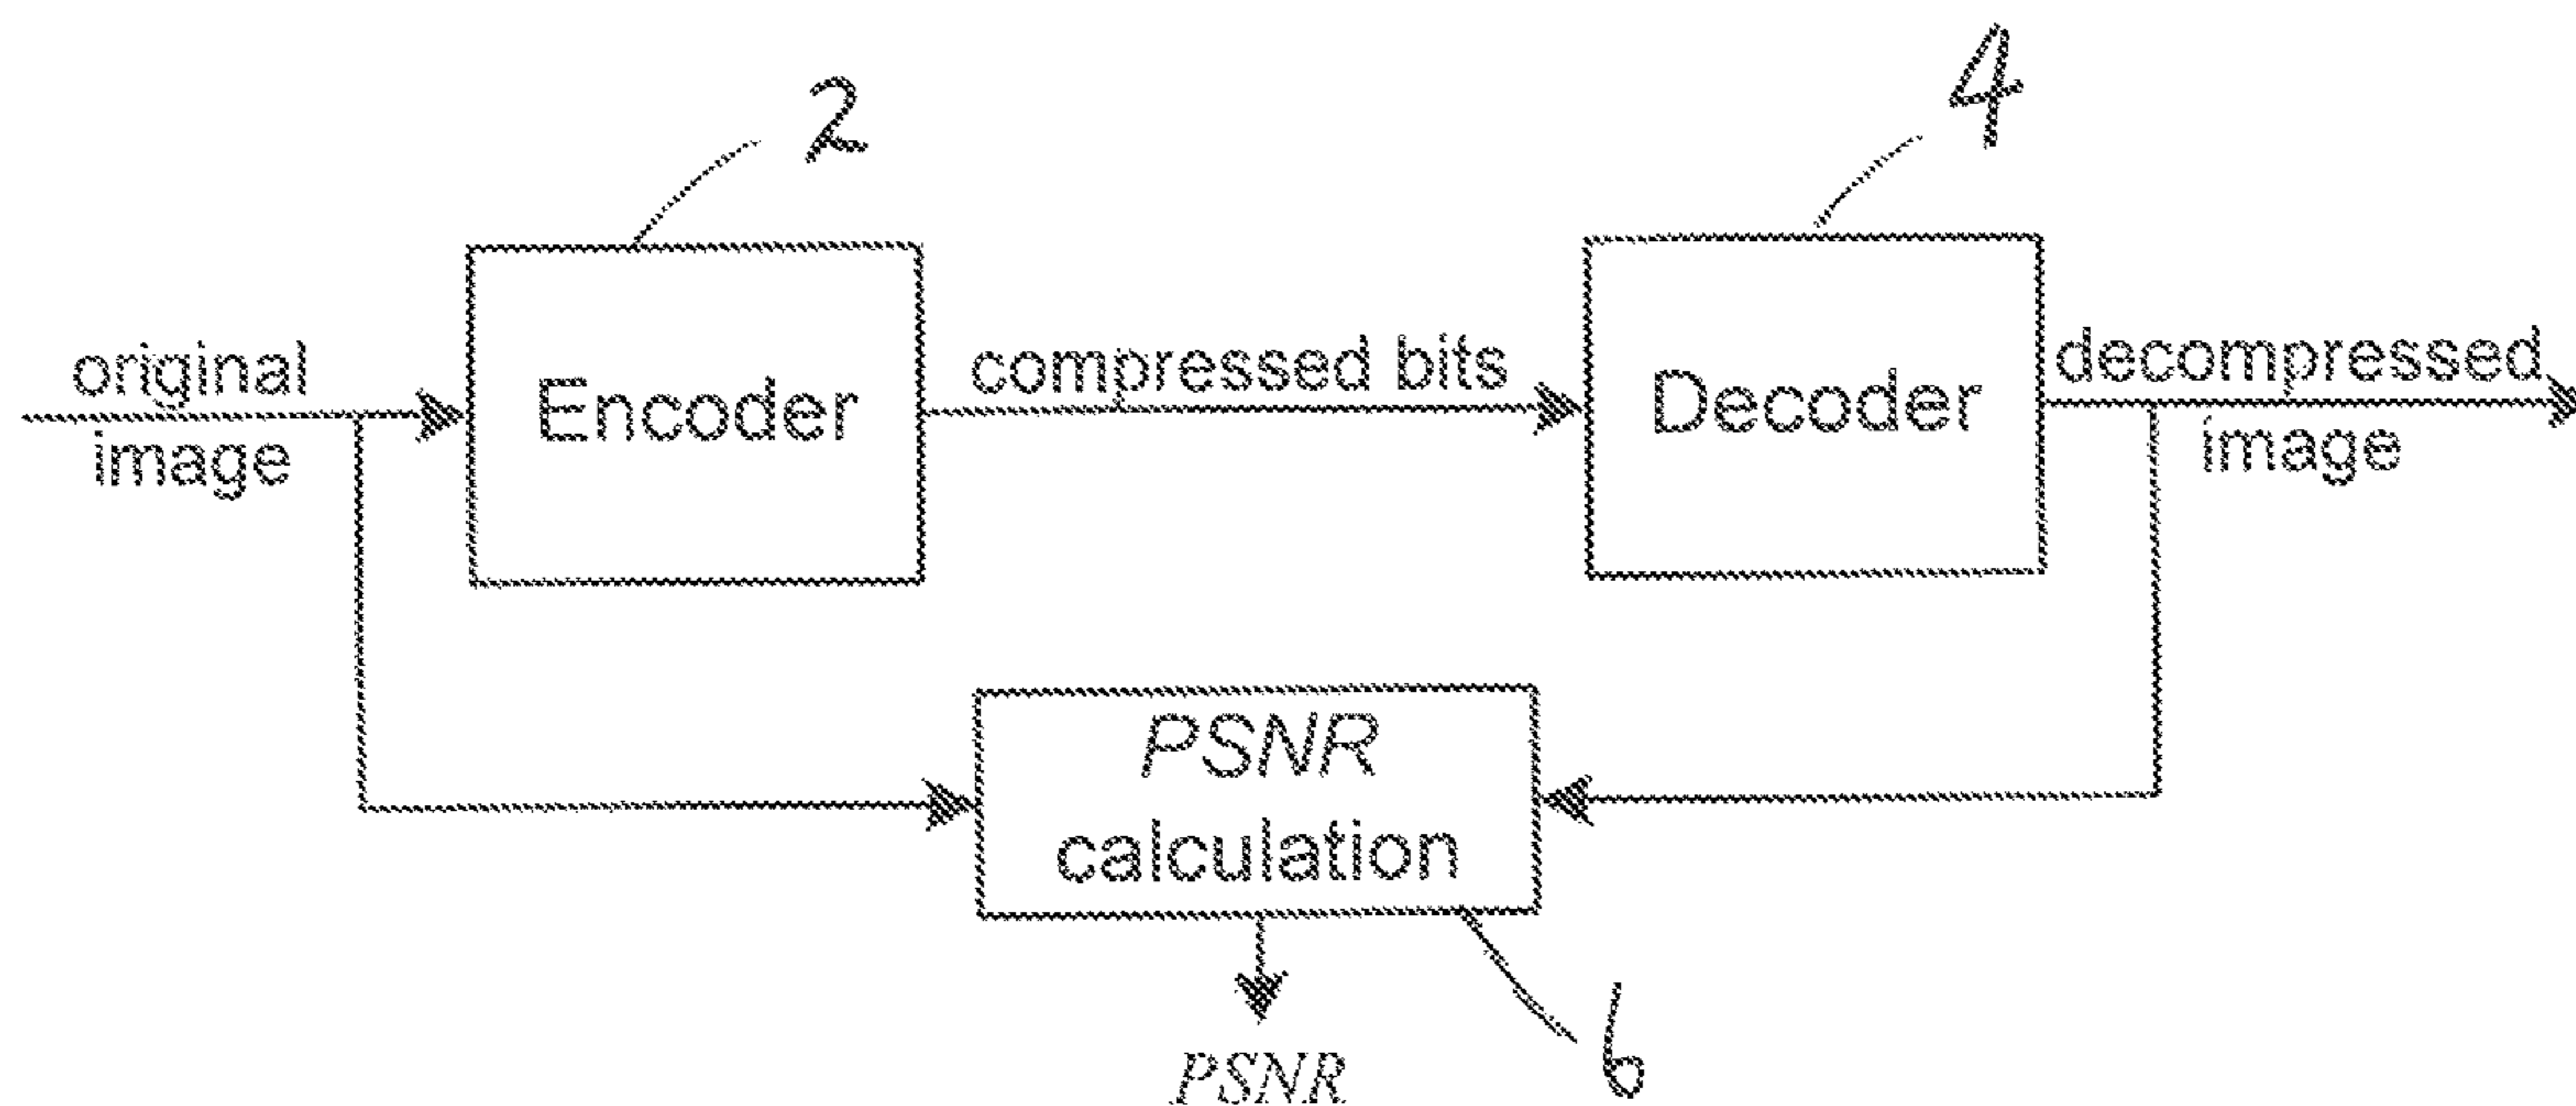 2
4
original
image
Encoder
compressed bits
Decoder
decompressed
image
PSNR
calculation
PSNR
6